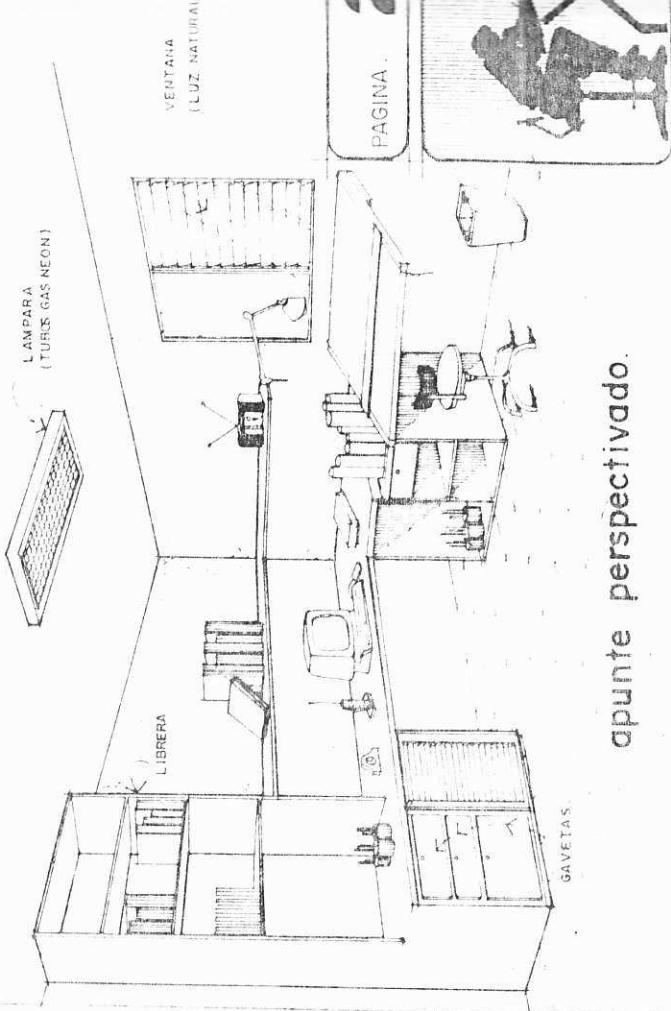 LAMPARA
(TUBOS GAS NEON)
VENTANA
(LUZ NATURAL
LIBRERA
GAVETAS.
PAGINA.
apunte perspectivado.